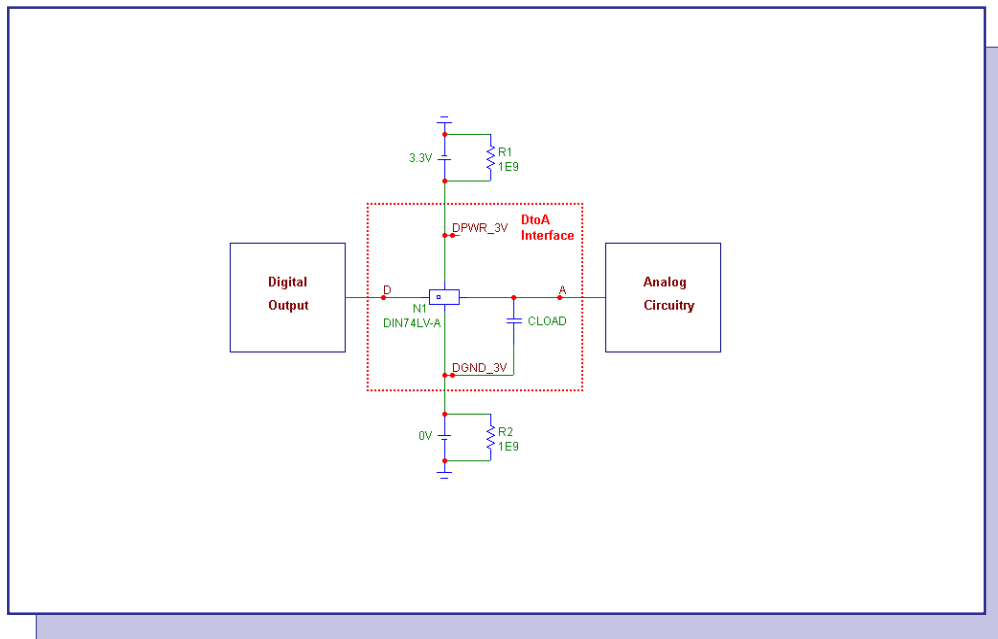 3.3V
R1
1E9
DtoA
Interface
DPWR_3V
Digital
Output
D
N1
DIN74LV-A
A
CLOAD
Analog
Circuitry
DGND_3V
0V
R2
1E9